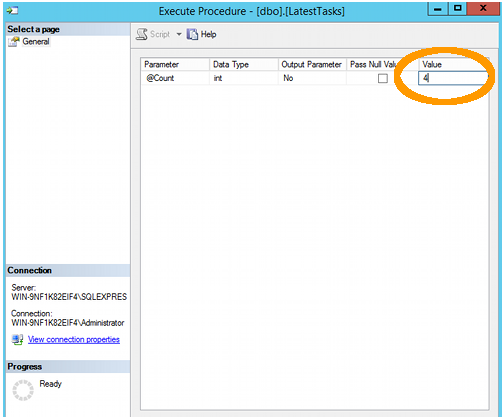 Execute Procedure - [dbo].[LatestTasks]
Select a page
General
Script
Help
Parameter Data Type Output Parameter Pass Null Valu Value
@Count int No 4
Connection
Server:
WIN-9NF1K82EIF4\SQLEXPRES
Connection:
WIN-9NF1K82EIF4\Administrator
View connection properties
Progress
Ready